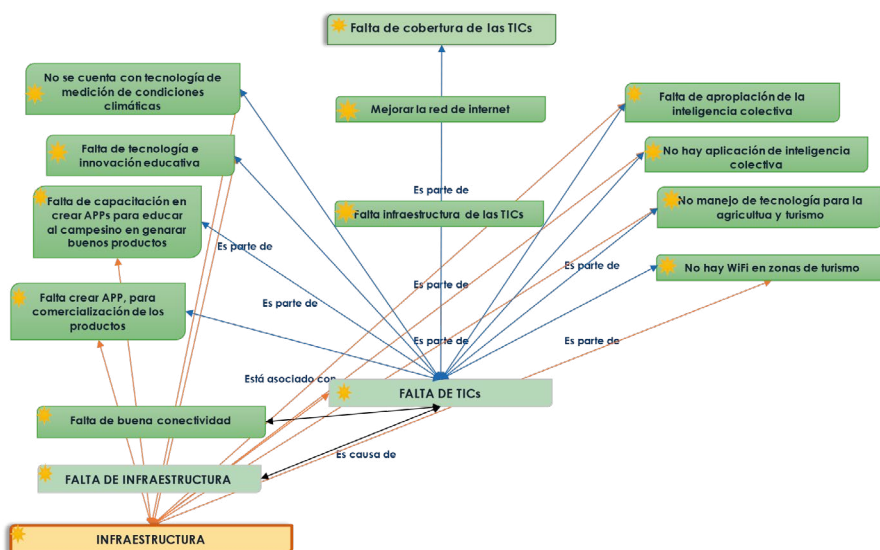 Falta de cobertura de las TICs
No se cuenta con tecnología de
medición de condiciones
climáticas
Mejorar la red de internet
Falta de apropiación de la
inteligencia colectiva
Falta de tecnología e
innovación educativa
No hay aplicación de inteligencia
colectiva
Es parte de
Falta de capacitación en
crear APPs para educar
al campesino en genarar
buenos productos
Falta infraestructura de las TICs
No manejo de tecnología para la
agricultua y turismo
Es parte de
Es parte de
No hay WiFi en zonas de turismo
Es parte de
Falta crear APP, para
comercialización de los
productos
Es parte de
Es parte de
Es parte de
Está asociado con
FALTA DE TICs
Falta de buena conectividad
Es causa de
FALTA DE INFRAESTRUCTURA
INFRAESTRUCTURA